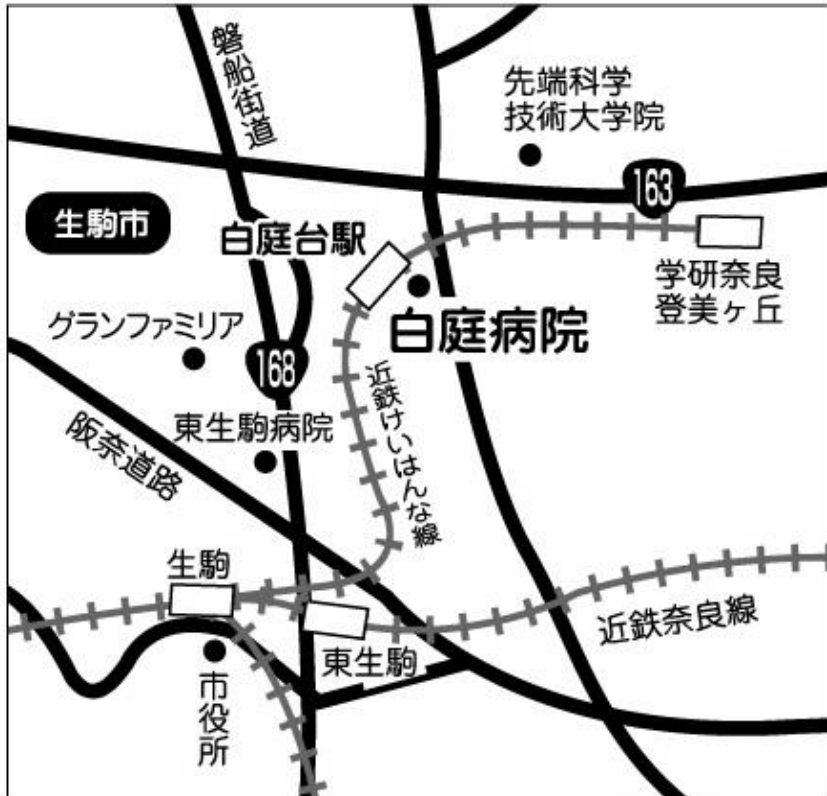 磐船街道
先端科学
技術大学院
163
生駒市
白庭台駅
学研奈良
登美ヶ丘
グランファミリア
白庭病院
168
近鉄けいはんな線
東生駒病院
阪奈道路
生駒
近鉄奈良線
東生駒
市役所